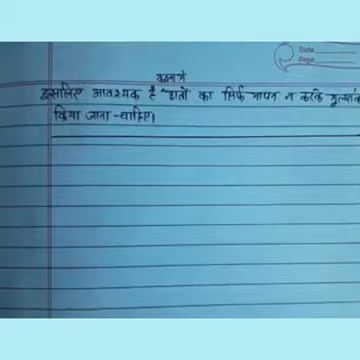 Date
Page
इसलिए आवश्यक है छात्रों का सिर्फ मापन न करके
किया जाना चाहिए।